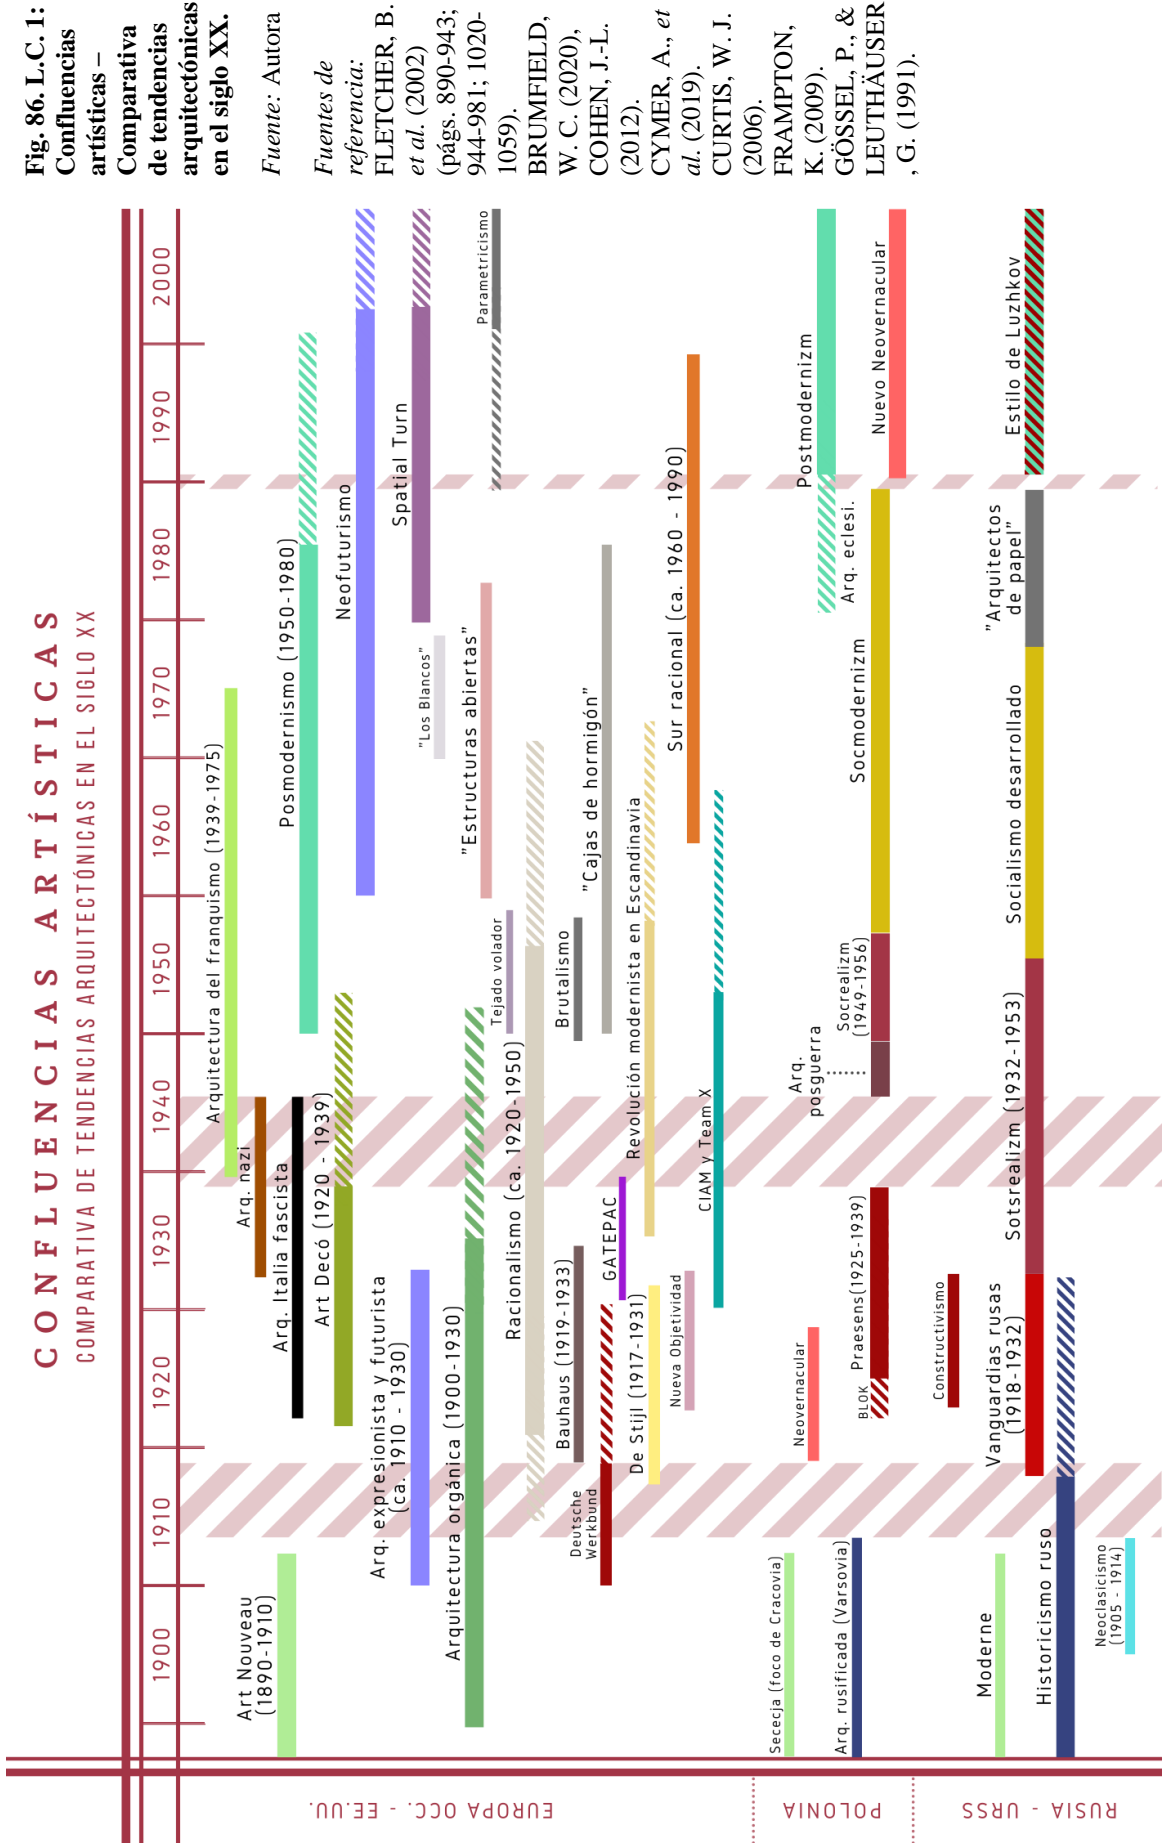 Fig. 86. L.C. 1:
Confluencias
artísticas –
Comparativa
de tendencias
arquitectónicas
en el siglo XX.
Fuente: Autora
Fuentes de
referencia:
FLETCHER, B.
et al. (2002)
(págs. 890-943;
944-981; 1020-
1059).
BRUMFIELD,
W. C. (2020),
COHEN, J.-L.
(2012).
CYMER, A., et
al. (2019).
CURTIS, W. J.
(2006).
FRAMPTON,
K. (2009).
GÖSSEL, P., &
LEUTHÄUSER
, G. (1991).
CONFLUENCIAS ARTÍSTICAS
COMPARATIVA DE TENDENCIAS ARQUITECTÓNICAS EN EL SIGLO XX
1900
1910
1920
1930
1940
1950
1960
1970
1980
1990
2000
EUROPA OCC. - EE.UU.
Arquitectura del franquismo (1939-1975)
Arq. nazi
Art Nouveau
(1890-1910)
Arq. Italia fascista
Posmodernismo (1950-1980)
Art Decó (1920 - 1939)
Neofuturismo
Arq. expresionista y futurista
(ca. 1910 - 1930)
Spatial Turn
"Los Blancos"
Arquitectura orgánica (1900-1930)
"Estructuras abiertas"
Parametricismo
Tejado volador
Racionalismo (ca. 1920-1950)
Bauhaus (1919-1933)
Brutalismo
Deutsche
Werkbund
"Cajas de hormigón"
GATEPAC
De Stijl (1917-1931)
Revolución modernista en Escandinavia
Nueva Objetividad
Sur racional (ca. 1960 - 1990)
CIAM y Team X
POLONIA
Sececja (foco de Cracovia)
Neovernacular
Arq.
posguerra
Postmodernizm
Arq. eclesi.
Arq. rusificada (Varsovia)
BLOK
Praesens(1925-1939)
Socrealizm
(1949-1956)
Socmodernizm
Nuevo Neovernacular
RUSIA - URSS
Constructivismo
Moderne
Vanguardias rusas
(1918-1932)
Sotsrealizm (1932-1953)
Socialismo desarrollado
"Arquitectos
de papel"
Estilo de Luzhkov
Historicismo ruso
Neoclasicismo
(1905 - 1914)